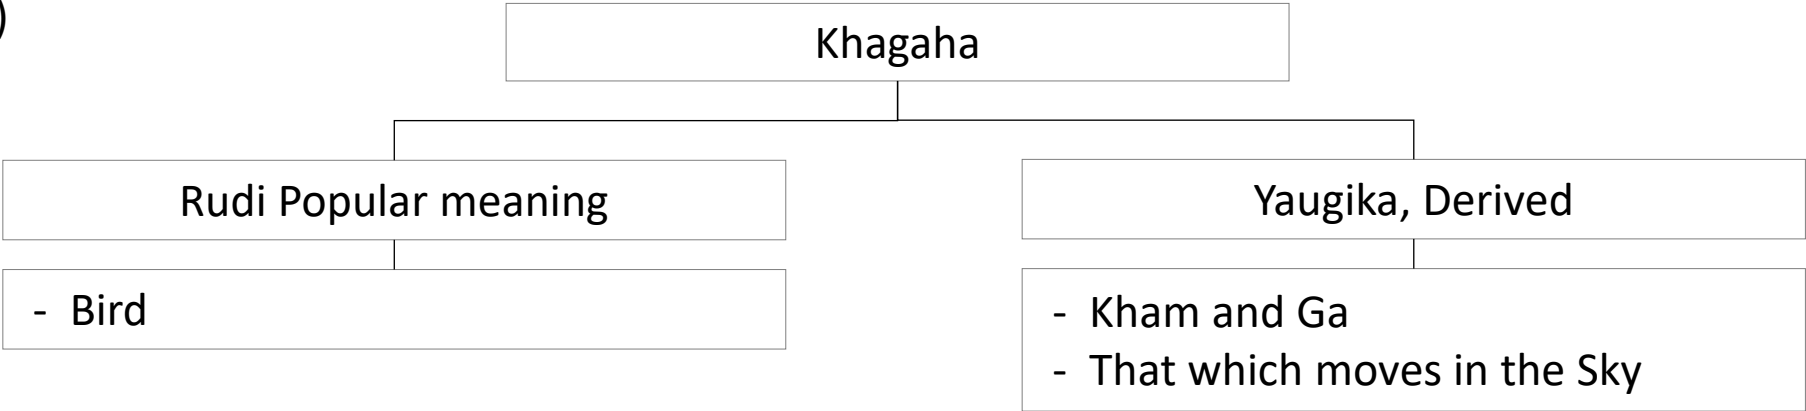 )
Khagaha
Rudi Popular meaning
Yaugika, Derived
- Bird
- Kham and Ga
- That which moves in the Sky